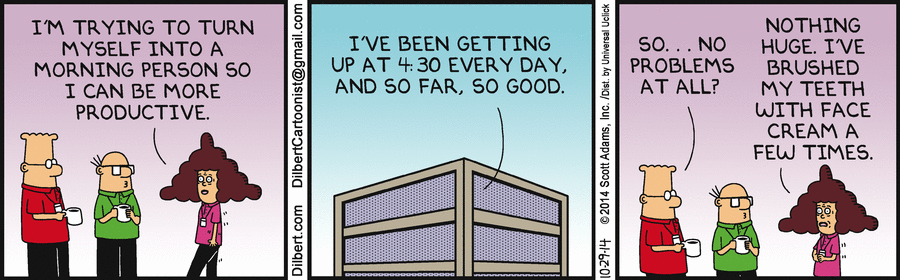 I'M TRYING TO TURN
MYSELF INTO A
MORNING PERSON SO
I CAN BE MORE
PRODUCTIVE.
Dilbert.com DilbertCartoonist@gmail.com
I'VE BEEN GETTING
UP AT 4:30 EVERY DAY,
AND SO FAR, SO GOOD.
10-29-14 © 2014 Scott Adams, Inc. /Dist. by Universal Uclick
SO... NO
PROBLEMS
AT ALL?
NOTHING
HUGE. I'VE
BRUSHED
MY TEETH
WITH FACE
CREAM A
FEW TIMES.